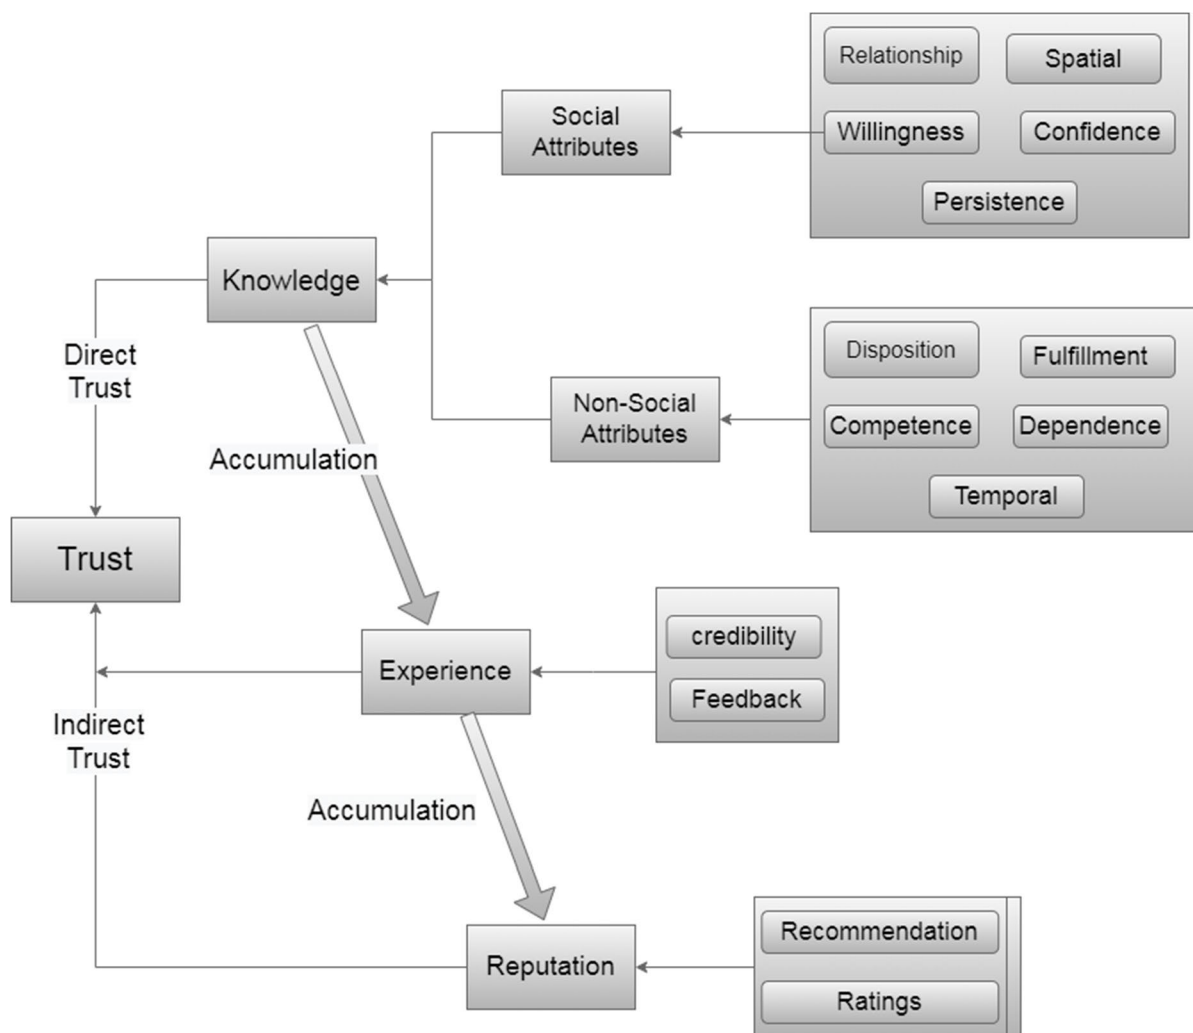 Relationship
Spatial
Social
Attributes
Willingness
Confidence
Persistence
Knowledge
Direct
Trust
Disposition
Fulfillment
Non-Social
Attributes
Competence
Dependence
Accumulation
Temporal
Trust
credibility
Experience
Feedback
Indirect
Trust
Accumulation
Recommendation
Reputation
Ratings